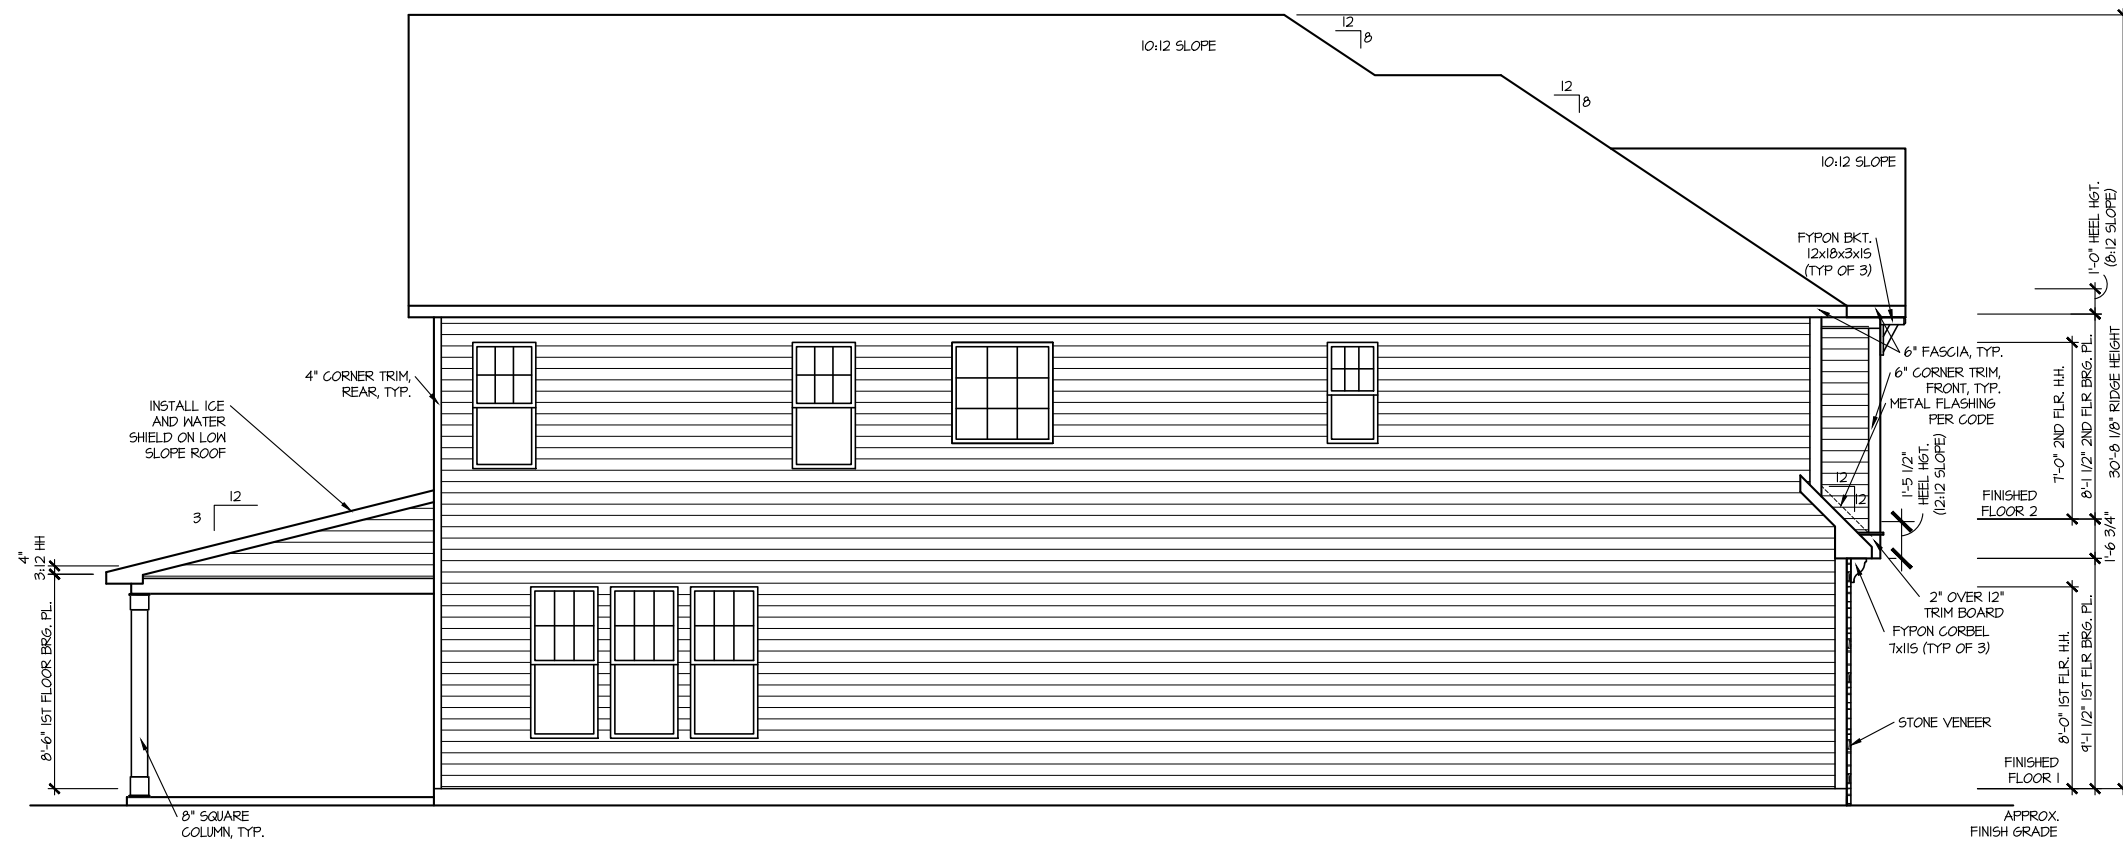 12
8
10:12 SLOPE
12
8
10:12 SLOPE
FYPON BKT.
12x18x3x1S
(TYP OF 3)
1'-0" HEEL HGT.
(8:12 SLOPE)
6" FASCIA, TYP.
6" CORNER TRIM,
FRONT, TYP.
METAL FLASHING
PER CODE
4" CORNER TRIM,
REAR, TYP.
INSTALL ICE
AND WATER
SHIELD ON LOW
SLOPE ROOF
12
3
12
12
1'-5 1/2"
HEEL HGT.
(12:12 SLOPE)
FINISHED
FLOOR 2
7'-0" 2ND FLR. H.H.
8'-1 1/2" 2ND FLR BRG. PL.
30'-8 1/8" RIDGE HEIGHT
1'-6 3/4"
4"
3:12 HH
8'-6" 1ST FLOOR BRG. PL.
2" OVER 12"
TRIM BOARD
FYPON CORBEL
7x11S (TYP OF 3)
STONE VENEER
8'-0" 1ST FLR. H.H.
9'-1 1/2" 1ST FLR BRG. PL.
FINISHED
FLOOR 1
8" SQUARE
COLUMN, TYP.
APPROX.
FINISH GRADE